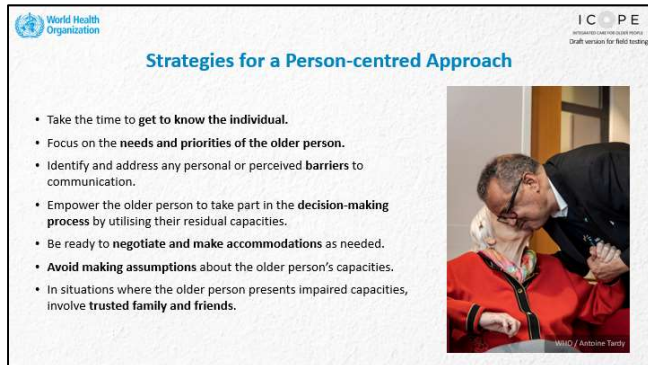 World Health
Organization
ICOPE
INTEGRATED CARE FOR OLDER PEOPLE
Draft version for field testing
Strategies for a Person-centred Approach
• Take the time to get to know the individual.
• Focus on the needs and priorities of the older person.
• Identify and address any personal or perceived barriers to
communication.
• Empower the older person to take part in the decision-making
process by utilising their residual capacities.
• Be ready to negotiate and make accommodations as needed.
• Avoid making assumptions about the older person's capacities.
• In situations where the older person presents impaired capacities,
involve trusted family and friends.
WHO / Antoine Tardy